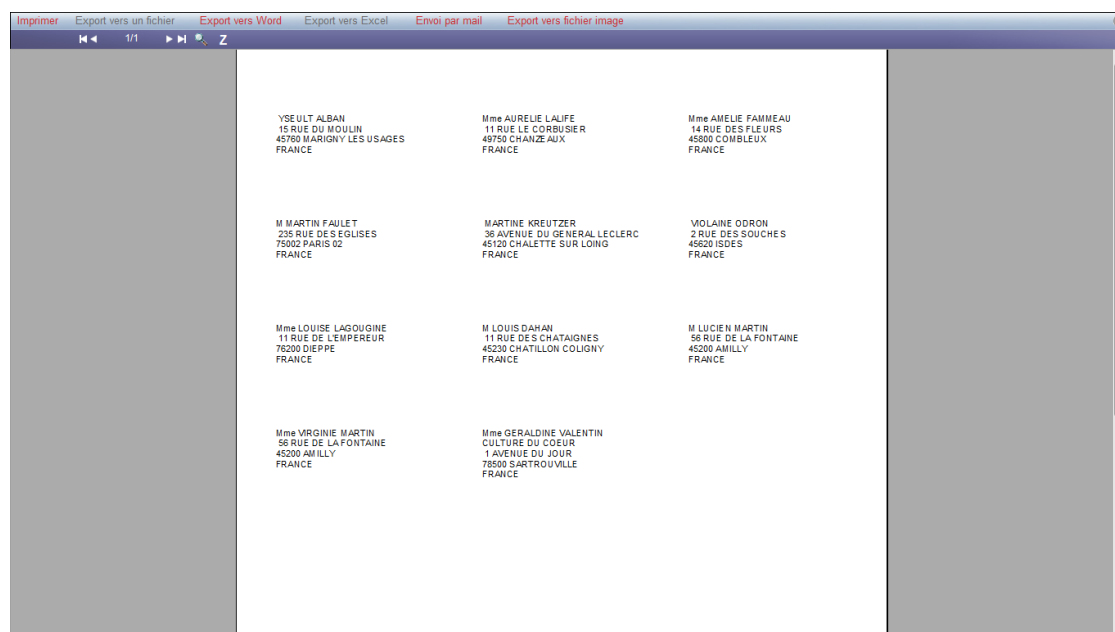 Imprimer Export vers un fichier Export vers Word Export vers Excel Envoi par mail Export vers fichier image
1/1 Z
YSEULT ALBAN
15 RUE DU MOULIN
45760 MARIGNY LES USAGES
FRANCE
Mme AURELIE LALIFE
11 RUE LE CORBUSIER
49750 CHANZEAUX
FRANCE
Mme AMELIE FAMMEAU
14 RUE DES FLEURS
45800 COMBLEUX
FRANCE
M MARTIN FAULET
235 RUE DES EGLISES
75002 PARIS 02
FRANCE
MARTINE KREUTZER
36 AVENUE DU GENERAL LECLERC
45120 CHALETTE SUR LOING
FRANCE
VIOLAINE ODRON
2 RUE DES SOUCHES
45620 ISDES
FRANCE
Mme LOUISE LAGOUGINE
11 RUE DE L'EMPEREUR
76200 DIEPPE
FRANCE
M LOUIS DAHAN
11 RUE DES CHATAIGNES
45230 CHATILLON COLIGNY
FRANCE
M LUCIEN MARTIN
56 RUE DE LA FONTAINE
45200 AMILLY
FRANCE
Mme VIRGINIE MARTIN
56 RUE DE LA FONTAINE
45200 AMILLY
FRANCE
Mme GERALDINE VALENTIN
CULTURE DU COEUR
1 AVENUE DU JOUR
78500 SARTROUVILLE
FRANCE